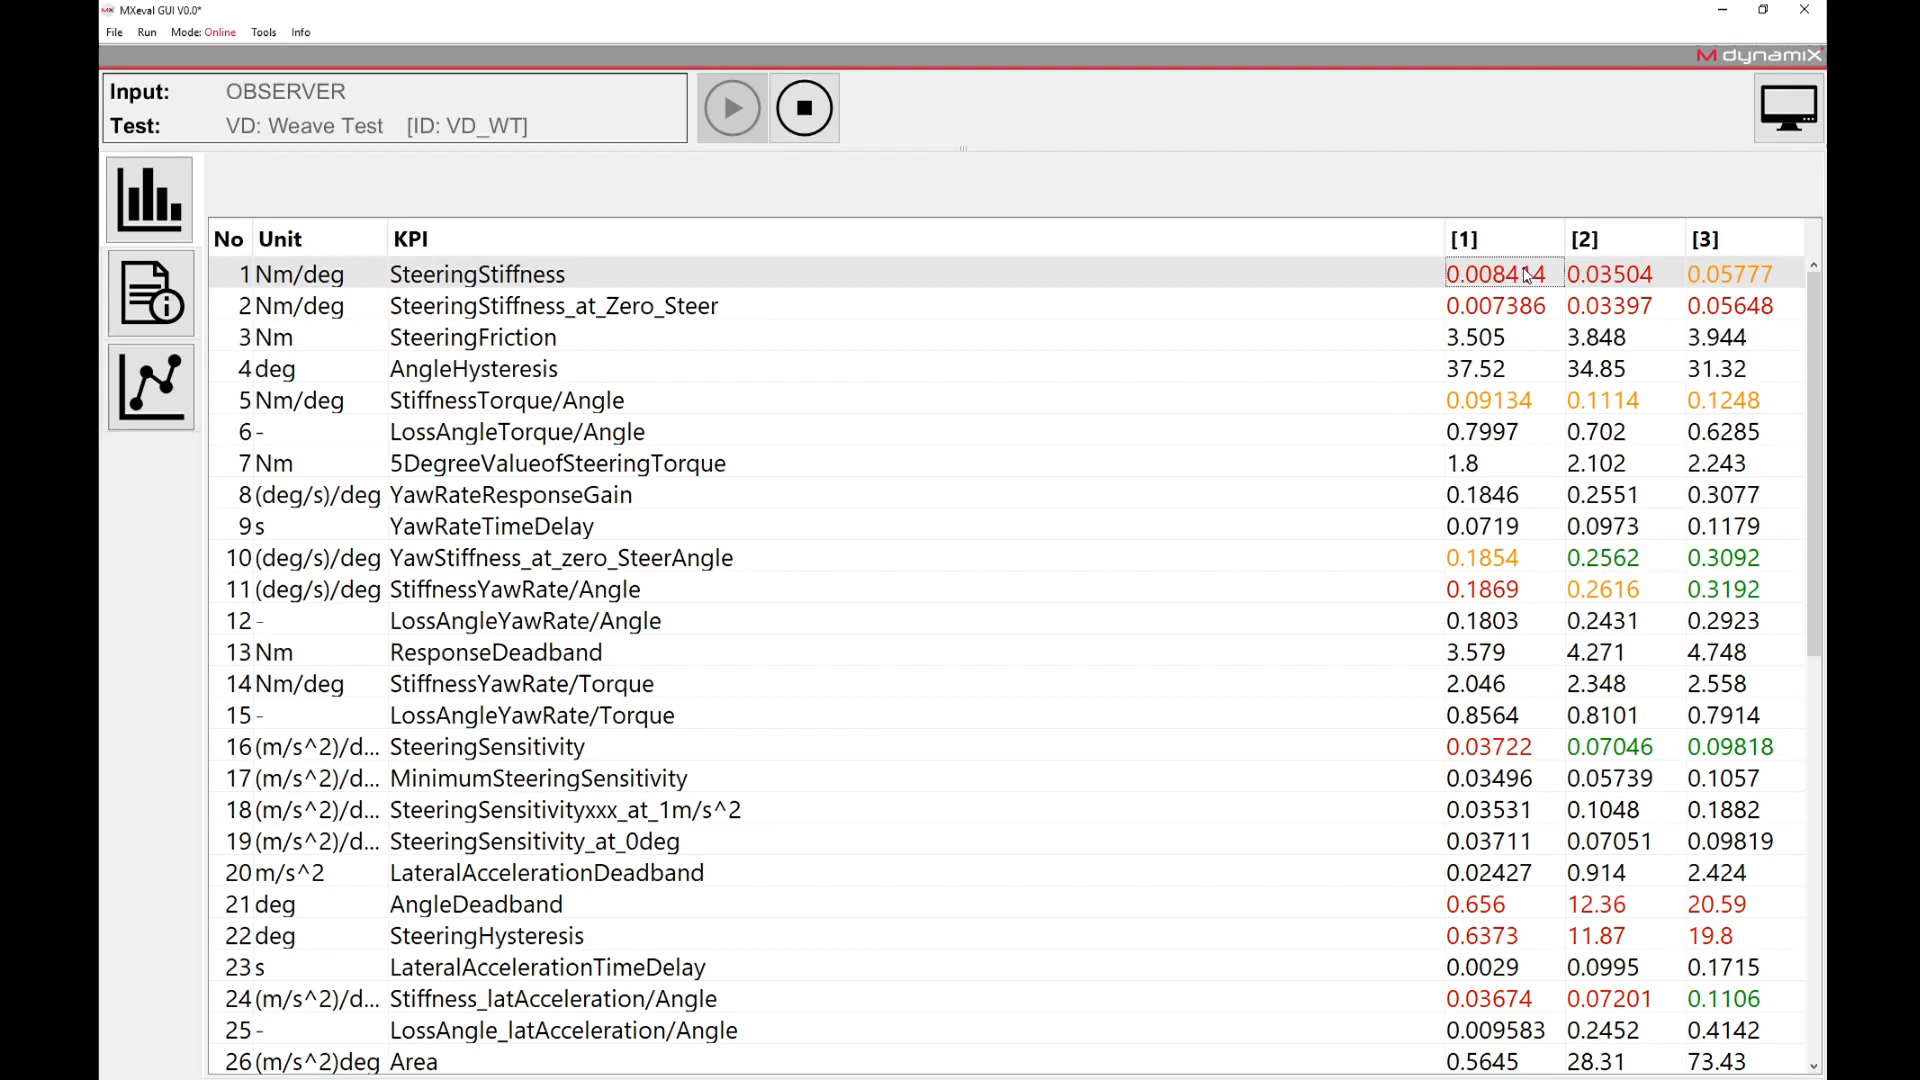 MXeval GUI V0.0*
File Run Mode: Online Tools Info
M dynamiX
Input: OBSERVER
Test: VD: Weave Test [ID: VD_WT]
No Unit KPI [1] [2] [3]
1 Nm/deg SteeringStiffness 0.008414 0.03504 0.05777
2 Nm/deg SteeringStiffness_at_Zero_Steer 0.007386 0.03397 0.05648
3 Nm SteeringFriction 3.505 3.848 3.944
4 deg AngleHysteresis 37.52 34.85 31.32
5 Nm/deg StiffnessTorque/Angle 0.09134 0.1114 0.1248
6 - LossAngleTorque/Angle 0.7997 0.702 0.6285
7 Nm 5DegreeValueofSteeringTorque 1.8 2.102 2.243
8 (deg/s)/deg YawRateResponseGain 0.1846 0.2551 0.3077
9 s YawRateTimeDelay 0.0719 0.0973 0.1179
10 (deg/s)/deg YawStiffness_at_zero_SteerAngle 0.1854 0.2562 0.3092
11 (deg/s)/deg StiffnessYawRate/Angle 0.1869 0.2616 0.3192
12 - LossAngleYawRate/Angle 0.1803 0.2431 0.2923
13 Nm ResponseDeadband 3.579 4.271 4.748
14 Nm/deg StiffnessYawRate/Torque 2.046 2.348 2.558
15 - LossAngleYawRate/Torque 0.8564 0.8101 0.7914
16 (m/s^2)/d... SteeringSensitivity 0.03722 0.07046 0.09818
17 (m/s^2)/d... MinimumSteeringSensitivity 0.03496 0.05739 0.1057
18 (m/s^2)/d... SteeringSensitivityxxx_at_1m/s^2 0.03531 0.1048 0.1882
19 (m/s^2)/d... SteeringSensitivity_at_0deg 0.03711 0.07051 0.09819
20 m/s^2 LateralAccelerationDeadband 0.02427 0.914 2.424
21 deg AngleDeadband 0.656 12.36 20.59
22 deg SteeringHysteresis 0.6373 11.87 19.8
23 s LateralAccelerationTimeDelay 0.0029 0.0995 0.1715
24 (m/s^2)/d... Stiffness_latAcceleration/Angle 0.03674 0.07201 0.1106
25 - LossAngle_latAcceleration/Angle 0.009583 0.2452 0.4142
26 (m/s^2)deg Area 0.5645 28.31 73.43